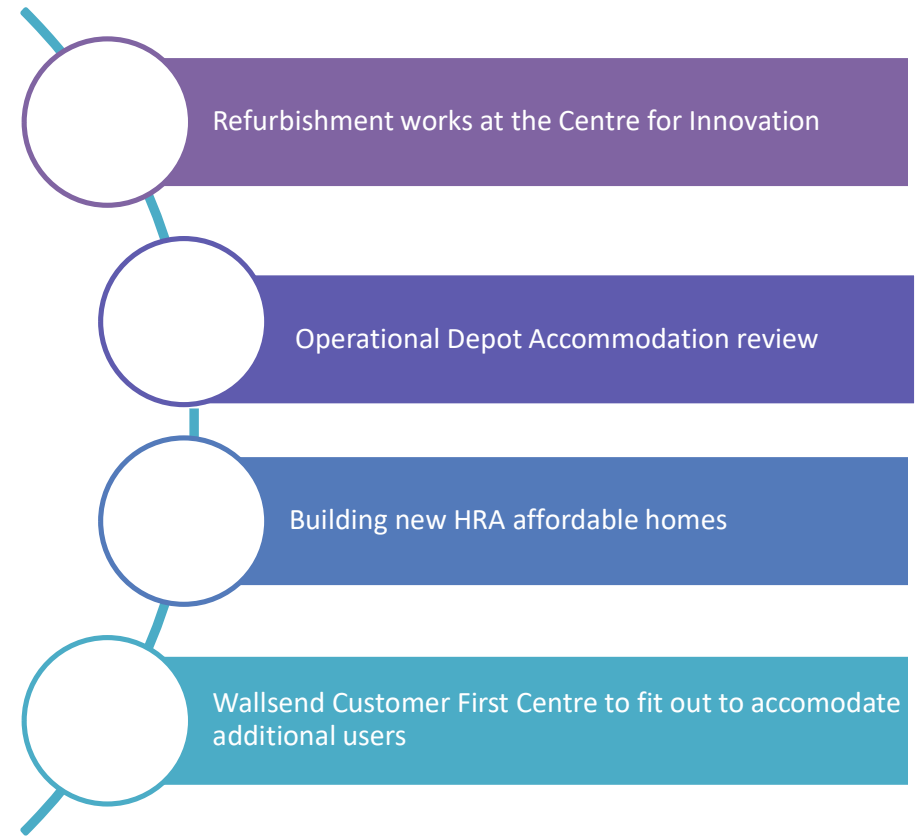 Refurbishment works at the Centre for Innovation
Operational Depot Accommodation review
Building new HRA affordable homes
Wallsend Customer First Centre to fit out to accomodate
additional users